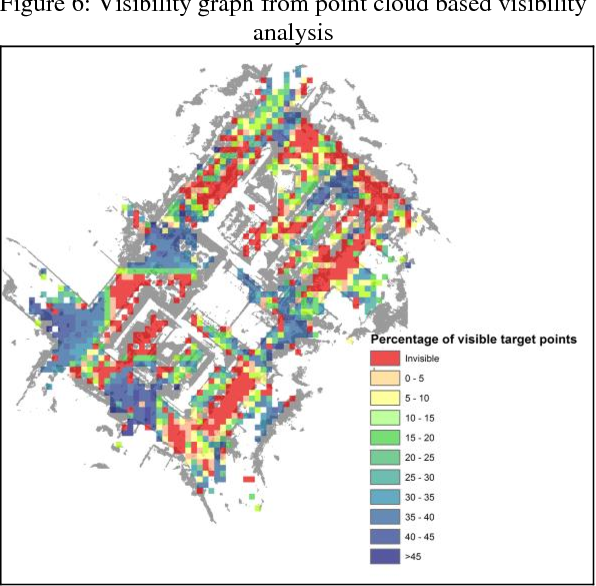 Figure 6: Visibility graph from point cloud based visibility
analysis
Percentage of visible target points
Invisible
0 - 5
5 - 10
10 - 15
15 - 20
20 - 25
25 - 30
30 - 35
35 - 40
40 - 45
>45